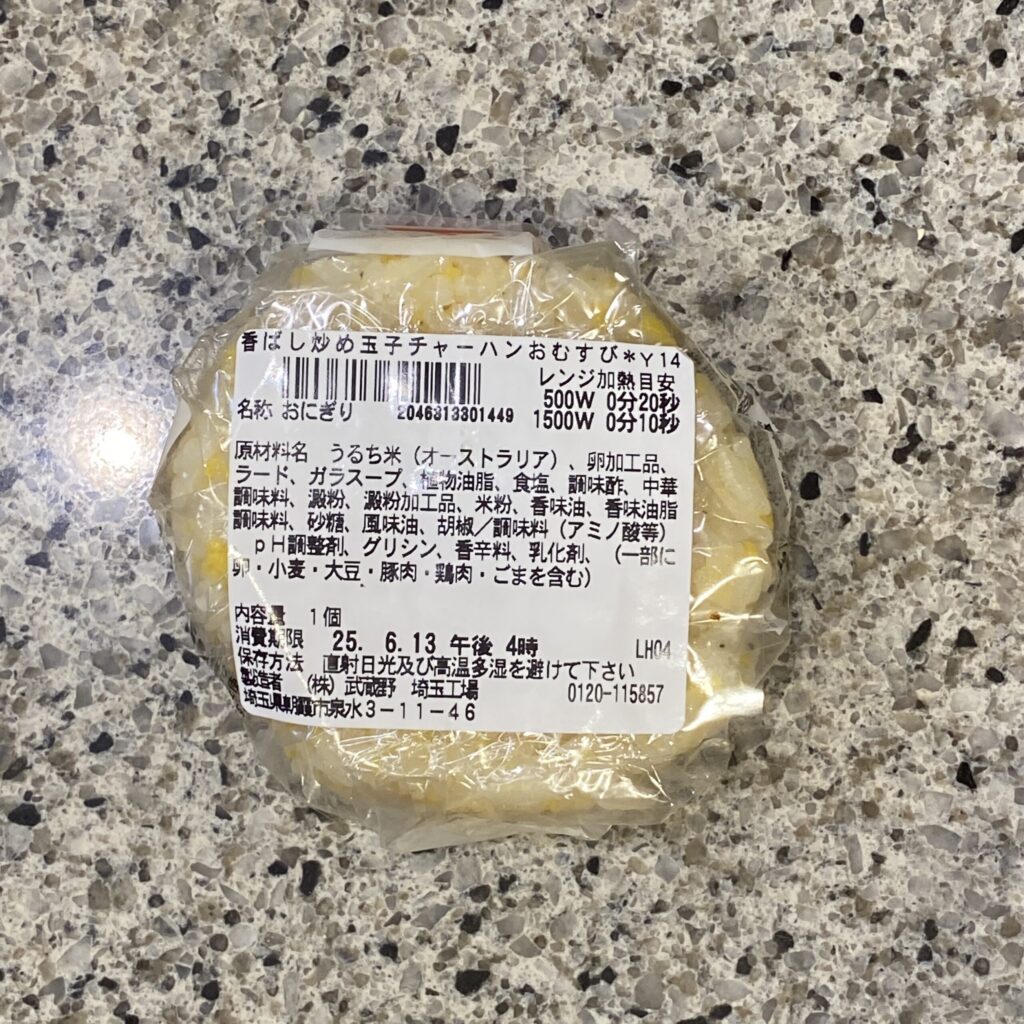 香ばし炒め玉子チャーハンおむすび*Y14
レンジ加熱目安
500W 0分20秒
1500W 0分10秒
2046313301449
名称 おにぎり
原材料名 うるち米(オーストラリア)、卵加工品、
ラード、ガラスープ、植物油脂、食塩、調味酢、中華
調味料、澱粉、澱粉加工品、米粉、香味油、香味油脂
調味料、砂糖、風味油、胡椒/調味料(アミノ酸等)
、pH調整剤、グリシン、香辛料、乳化剤、(一部に
卵・小麦・大豆・豚肉・鶏肉・ごまを含む)
内容量 1個
消費期限 25. 6.13 午後 4時 LH04
保存方法 直射日光及び高温多湿を避けて下さい
製造者 (株)武蔵野 埼玉工場 0120-115857
埼玉県朝霞市泉水3-11-46